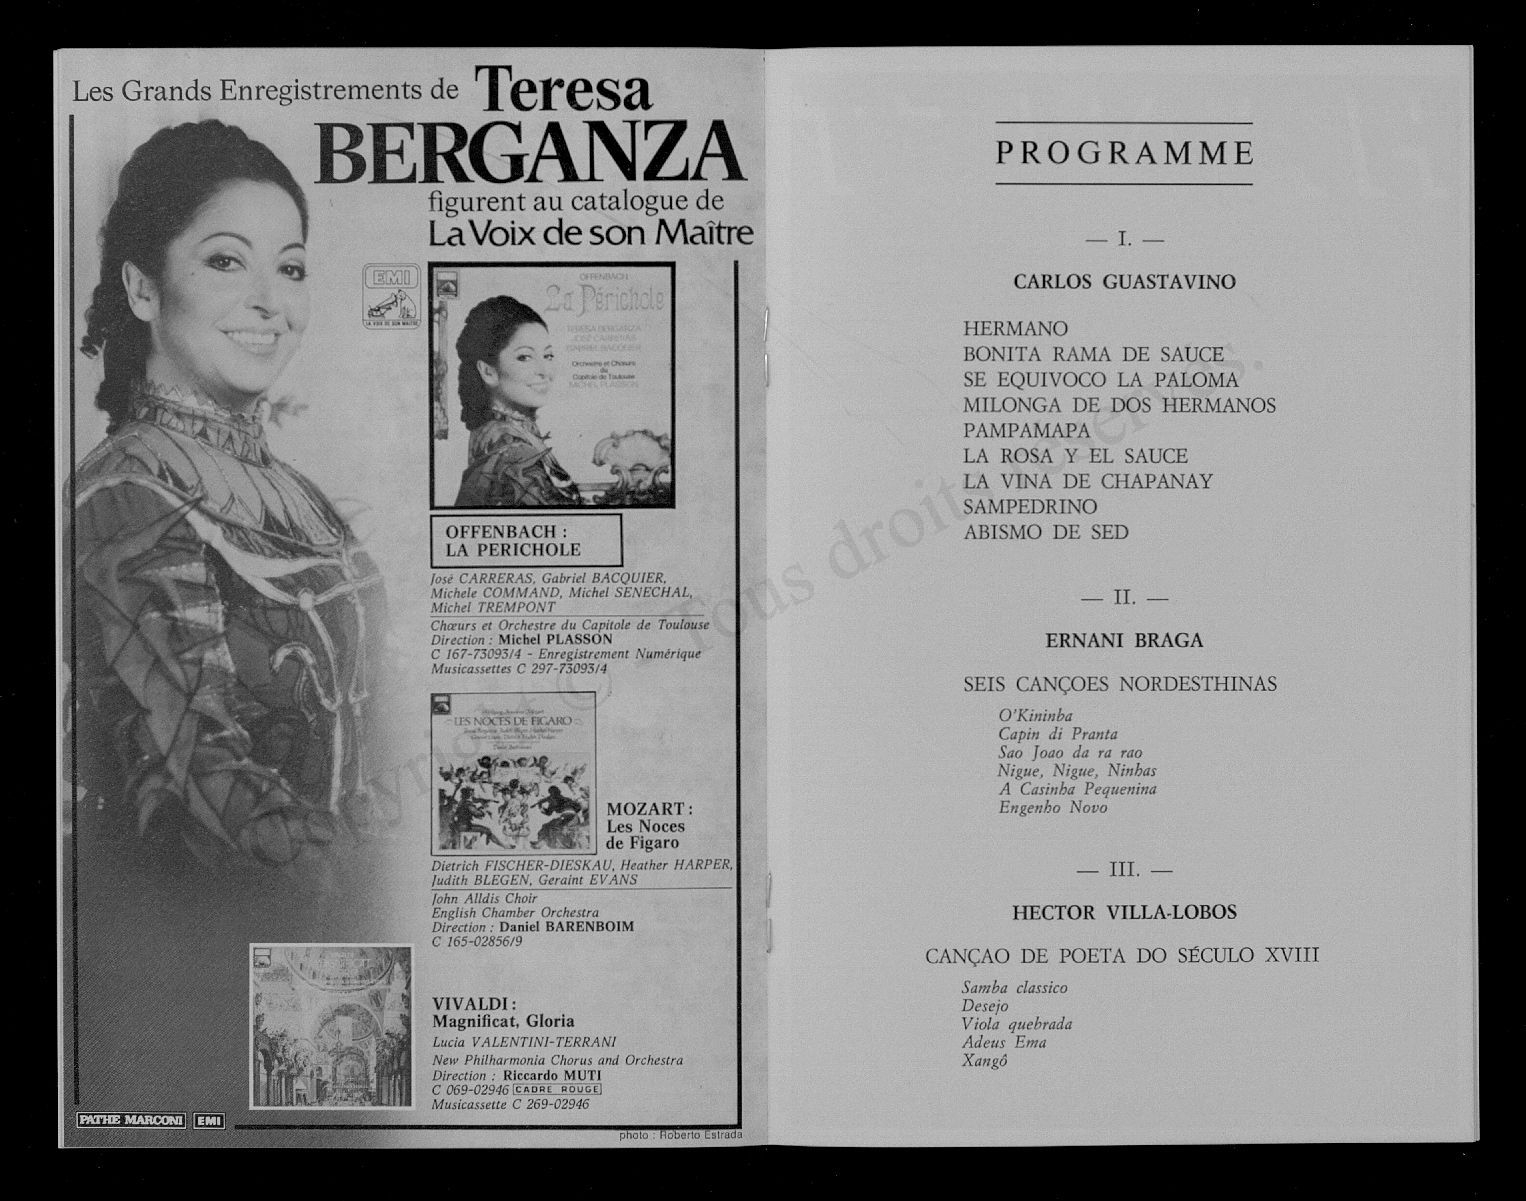 Les Grands Enregistrements de Teresa
BERGANZA
figurent au catalogue de
La Voix de son Maître
EMI
LA VOIX DE SON MAITRE
OFFENBACH
La Périchole
TERESA BERGANZA
JOSÉ CARRERAS
GABRIEL BACQUIER
Orchestre et Chœurs
du
Capitole de Toulouse
MICHEL PLASSON
OFFENBACH :
LA PERICHOLE
José CARRERAS, Gabriel BACQUIER,
Michele COMMAND, Michel SENECHAL,
Michel TREMPONT
Chœurs et Orchestre du Capitole de Toulouse
Direction : Michel PLASSON
C 167-73093/4 - Enregistrement Numérique
Musicassettes C 297-73093/4
LES NOCES DE FIGARO
MOZART :
Les Noces
de Figaro
Dietrich FISCHER-DIESKAU, Heather HARPER,
Judith BLEGEN, Geraint EVANS
John Alldis Choir
English Chamber Orchestra
Direction : Daniel BARENBOIM
C 165-02856/9
VIVALDI :
Magnificat, Gloria
Lucia VALENTINI-TERRANI
New Philharmonia Chorus and Orchestra
Direction : Riccardo MUTI
C 069-02946 CADRE ROUGE
Musicassette C 269-02946
PATHE MARCONI EMI
photo : Roberto Estrada
PROGRAMME
— I. —
CARLOS GUASTAVINO
HERMANO
BONITA RAMA DE SAUCE
SE EQUIVOCO LA PALOMA
MILONGA DE DOS HERMANOS
PAMPAMAPA
LA ROSA Y EL SAUCE
LA VINA DE CHAPANAY
SAMPEDRINO
ABISMO DE SED
— II. —
ERNANI BRAGA
SEIS CANÇOES NORDESTHINAS
O'Kininba
Capin di Pranta
Sao Joao da ra rao
Nigue, Nigue, Ninhas
A Casinha Pequenina
Engenho Novo
— III. —
HECTOR VILLA-LOBOS
CANÇAO DE POETA DO SÉCULO XVIII
Samba classico
Desejo
Viola quebrada
Adeus Ema
Xangô
© Tous droits réservés.